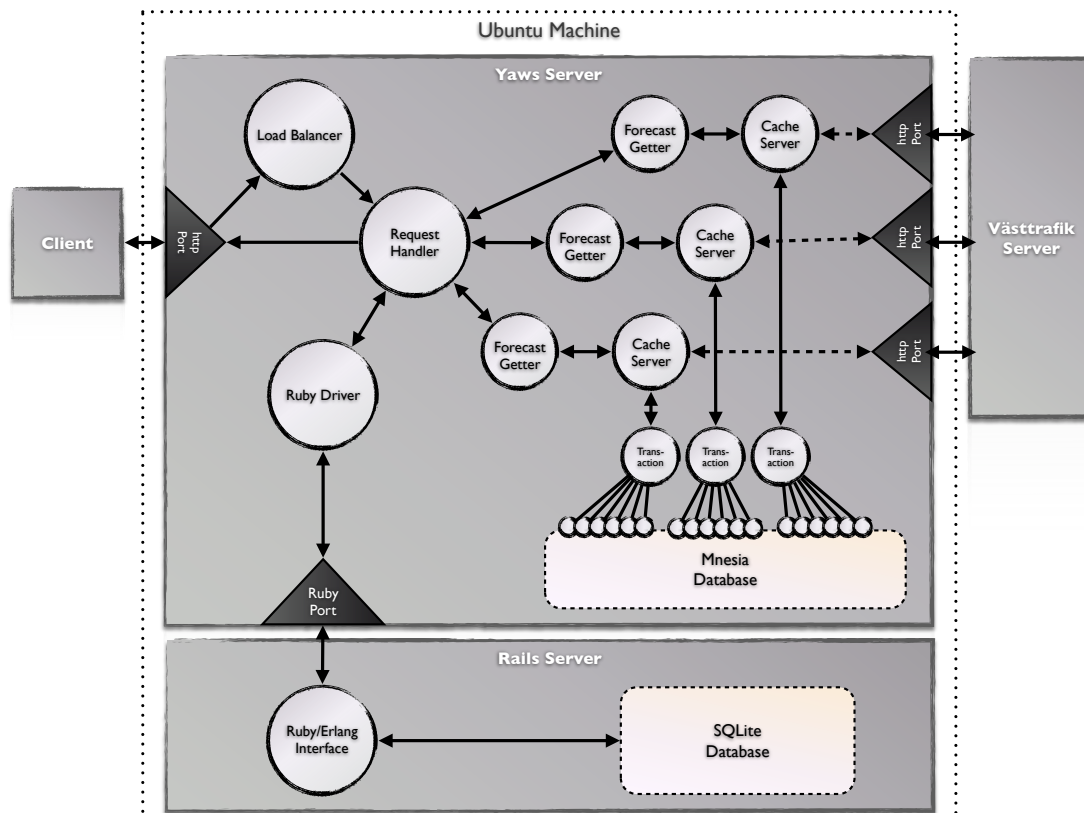 Ubuntu Machine
Yaws Server
Load Balancer
Forecast
Getter
Cache
Server
http
Port
Client
http
Port
Request
Handler
Forecast
Getter
Cache
Server
http
Port
Västtrafik
Server
Forecast
Getter
Cache
Server
http
Port
Ruby Driver
Trans-
action
Trans-
action
Trans-
action
Mnesia
Database
Ruby
Port
Rails Server
Ruby/Erlang
Interface
SQLite
Database